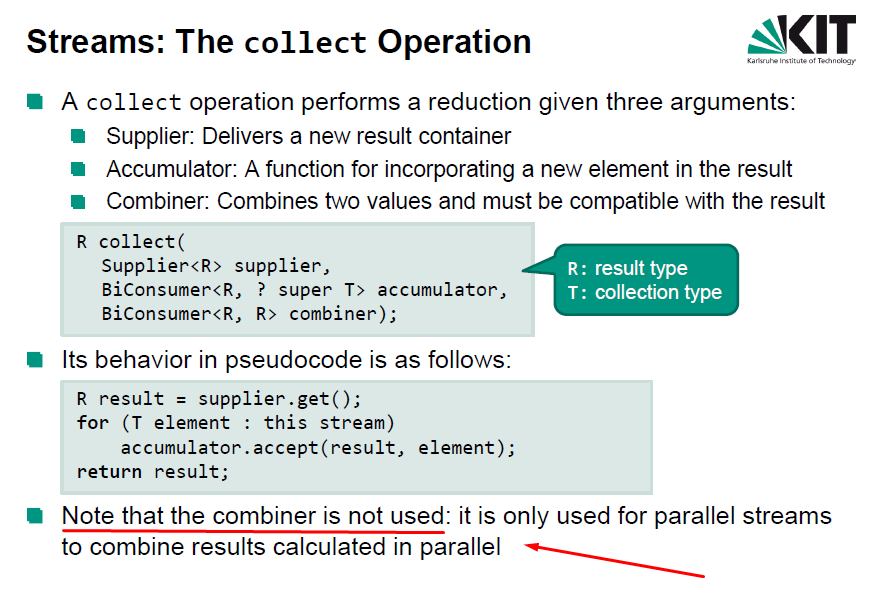 Streams: The collect Operation
KIT
Karlsruhe Institute of Technology
A collect operation performs a reduction given three arguments:
Supplier: Delivers a new result container
Accumulator: A function for incorporating a new element in the result
Combiner: Combines two values and must be compatible with the result
R collect(
Supplier<R> supplier,
BiConsumer<R, ? super T> accumulator,
BiConsumer<R, R> combiner);
R: result type
T: collection type
Its behavior in pseudocode is as follows:
R result = supplier.get();
for (T element : this stream)
accumulator.accept(result, element);
return result;
Note that the combiner is not used: it is only used for parallel streams
to combine results calculated in parallel